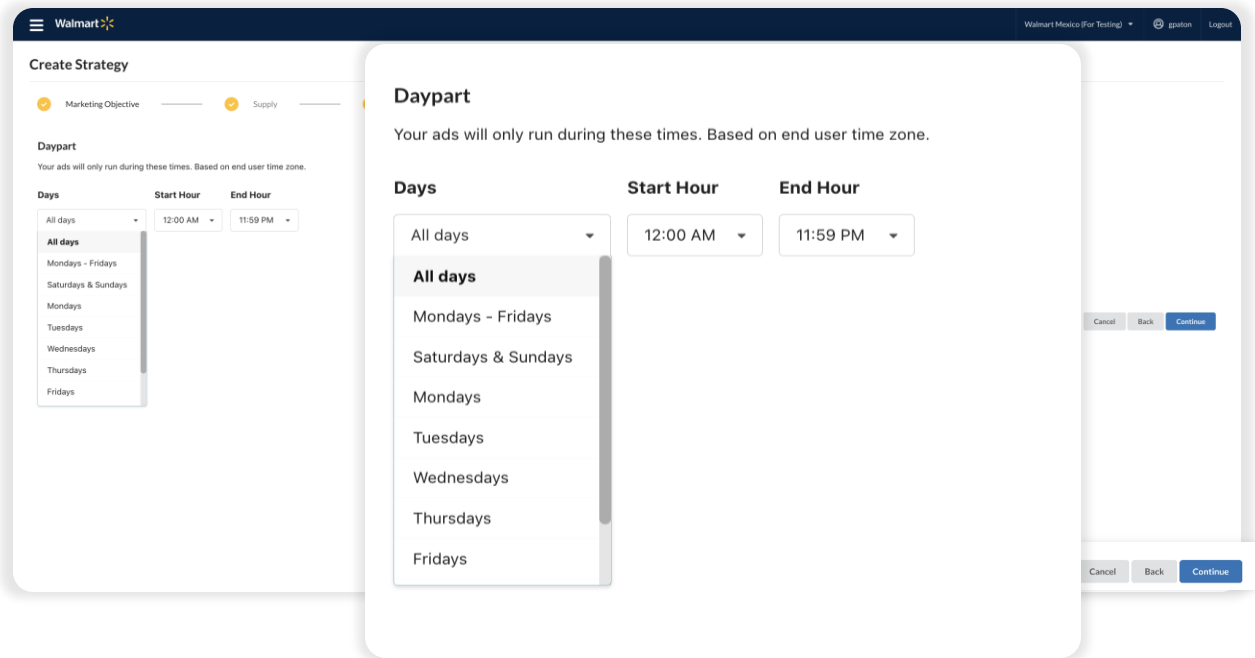 Walmart
Walmart Mexico (For Testing)
gpaton
Logout
Create Strategy
Marketing Objective
Supply
Daypart
Your ads will only run during these times. Based on end user time zone.
Days Start Hour End Hour
All days 12:00 AM 11:59 PM
All days
Mondays - Fridays
Saturdays & Sundays
Mondays
Tuesdays
Wednesdays
Thursdays
Fridays
Daypart
Your ads will only run during these times. Based on end user time zone.
Days Start Hour End Hour
All days 12:00 AM 11:59 PM
All days
Mondays - Fridays
Saturdays & Sundays
Mondays
Tuesdays
Wednesdays
Thursdays
Fridays
Cancel Back Continue
Cancel Back Continue